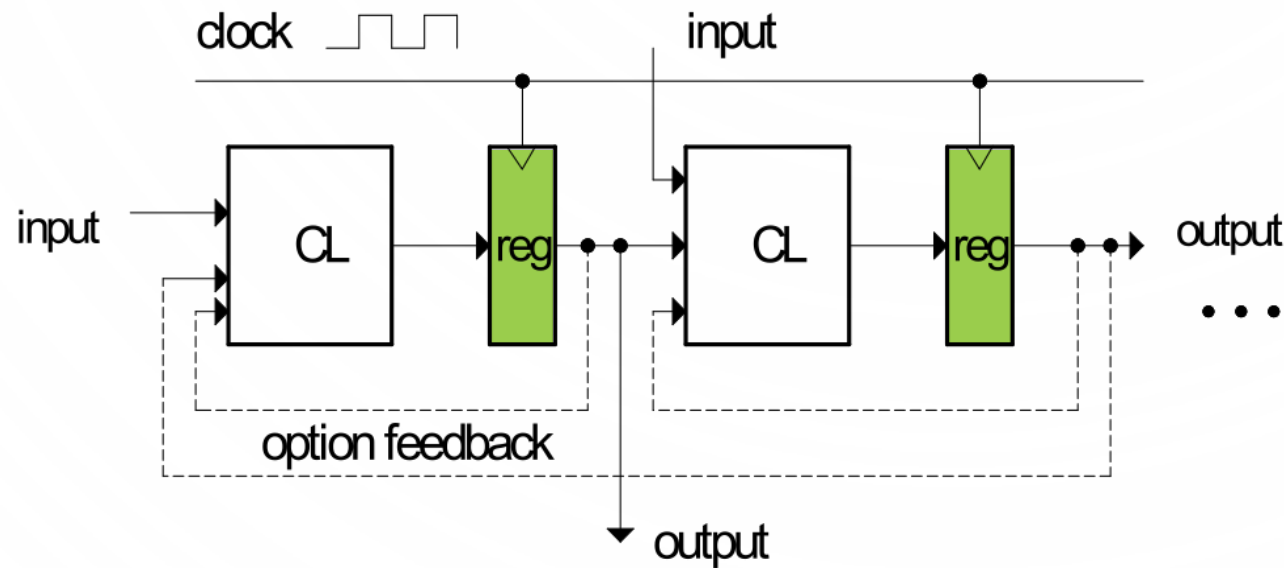 clock
input
input
CL
reg
CL
reg
output
option feedback
output